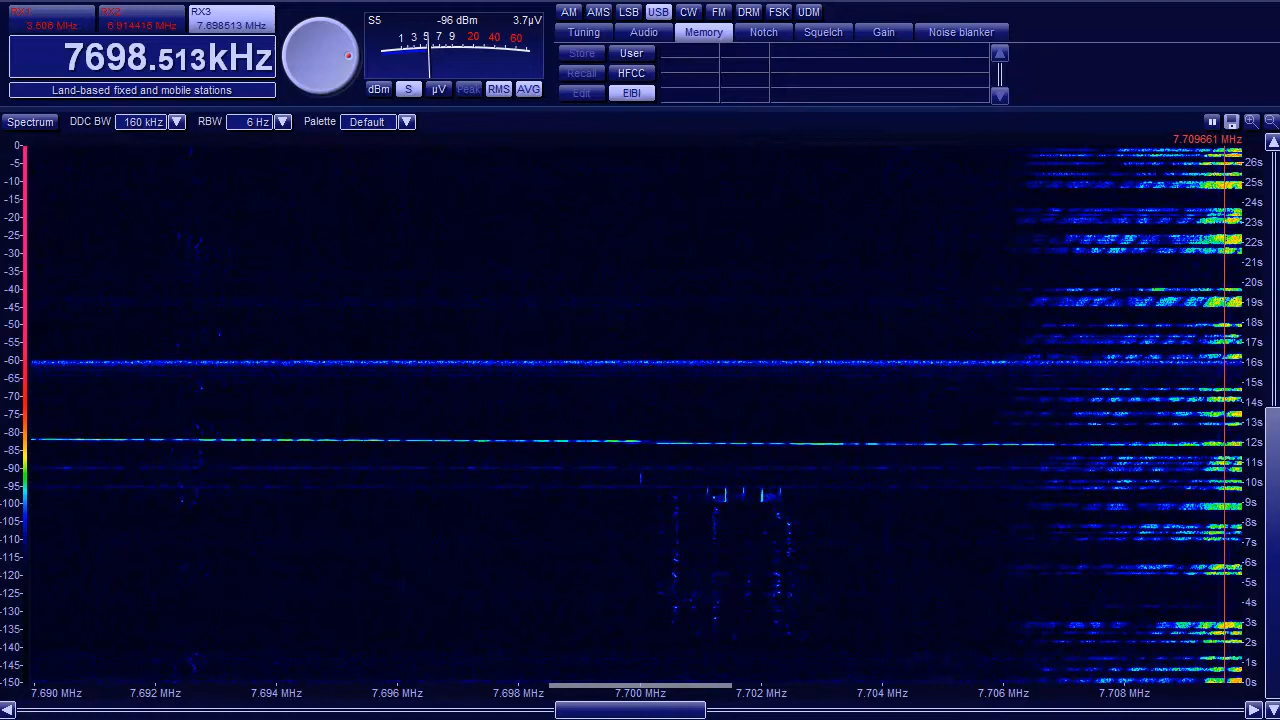 RX1
3.606 MHz
RX2
6.914415 MHz
RX3
7.698513 MHz
7698.513kHz
Land-based fixed and mobile stations
S5 -96 dBm 3.7µV
1 3 5 7 9 20 40 60
dBm S µV Peak RMS AVG
AM AMS LSB USB CW FM DRM FSK UDM
Tuning Audio Memory Notch Squelch Gain Noise blanker
Store User
Recall HFCC
Edit EIBI
Spectrum DDC BW 160 kHz RBW 6 Hz Palette Default
7.709661 MHz
0
-5
-10
-15
-20
-25
-30
-35
-40
-45
-50
-55
-60
-65
-70
-75
-80
-85
-90
-95
-100
-105
-110
-115
-120
-125
-130
-135
-140
-145
-150
26s
25s
24s
22s
21s
19s
18s
16s
15s
14s
12s
11s
10s
8s
7s
6s
4s
3s
1s
0s
7.690 MHz 7.692 MHz 7.694 MHz 7.696 MHz 7.698 MHz 7.700 MHz 7.702 MHz 7.704 MHz 7.706 MHz 7.708 MHz